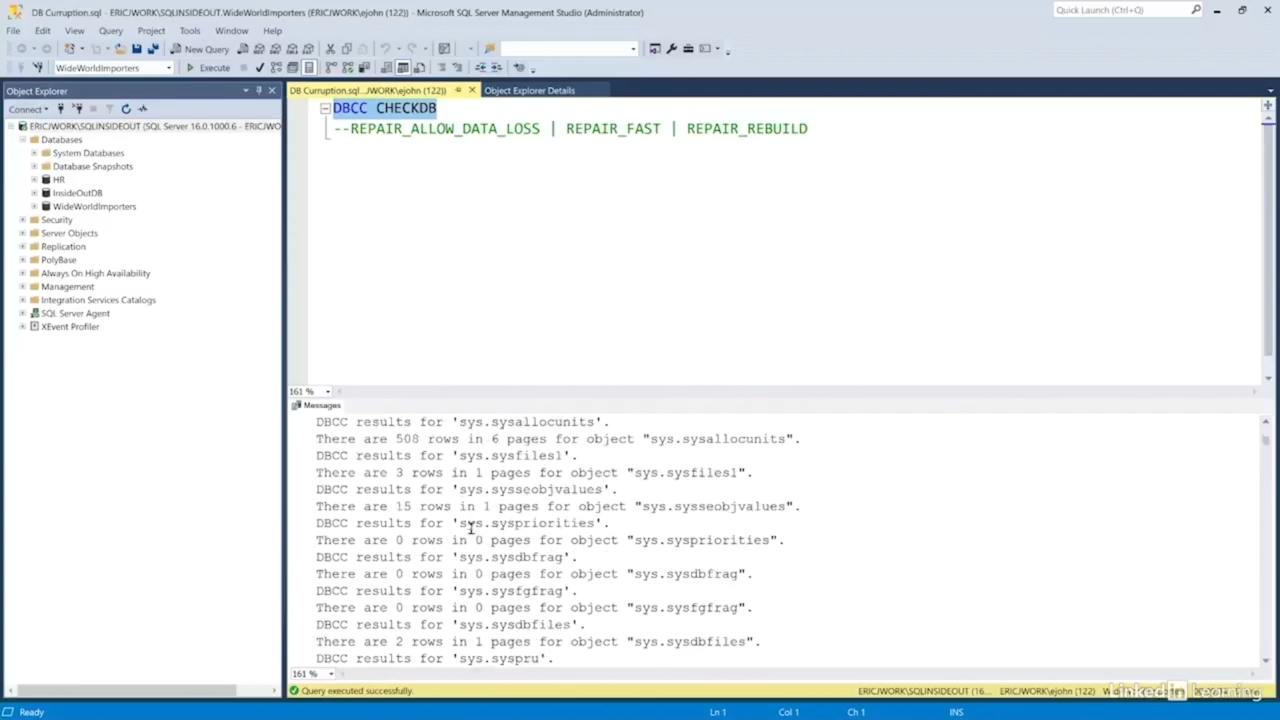 DB Curruption.sql - ERICJWORK\SQLINSIDEOUT.WideWorldImporters (ERICJWORK\ejohn (122)) - Microsoft SQL Server Management Studio (Administrator)
Quick Launch (Ctrl+Q)
File Edit View Query Project Tools Window Help
New Query
WideWorldImporters
Execute
Object Explorer
DB Curruption.sql...JWORK\ejohn (122))
Object Explorer Details
Connect
ERICJWORK\SQLINSIDEOUT (SQL Server 16.0.1000.6 - ERICJWO
Databases
System Databases
Database Snapshots
HR
InsideOutDB
WideWorldImporters
Security
Server Objects
Replication
PolyBase
Always On High Availability
Management
Integration Services Catalogs
SQL Server Agent
XEvent Profiler
DBCC CHECKDB
--REPAIR_ALLOW_DATA_LOSS | REPAIR_FAST | REPAIR_REBUILD
161 %
Messages
DBCC results for 'sys.sysallocunits'.
There are 508 rows in 6 pages for object "sys.sysallocunits".
DBCC results for 'sys.sysfiles1'.
There are 3 rows in 1 pages for object "sys.sysfiles1".
DBCC results for 'sys.sysseobjvalues'.
There are 15 rows in 1 pages for object "sys.sysseobjvalues".
DBCC results for 'sys.syspriorities'.
There are 0 rows in 0 pages for object "sys.syspriorities".
DBCC results for 'sys.sysdbfrag'.
There are 0 rows in 0 pages for object "sys.sysdbfrag".
DBCC results for 'sys.sysfgfrag'.
There are 0 rows in 0 pages for object "sys.sysfgfrag".
DBCC results for 'sys.sysdbfiles'.
There are 2 rows in 1 pages for object "sys.sysdbfiles".
DBCC results for 'sys.syspru'.
161 %
Query executed successfully.
ERICJWORK\SQLINSIDEOUT (16... ERICJWORK\ejohn (122)
LinkedIn Learning
Ready
Ln 1 Col 1 Ch 1 INS